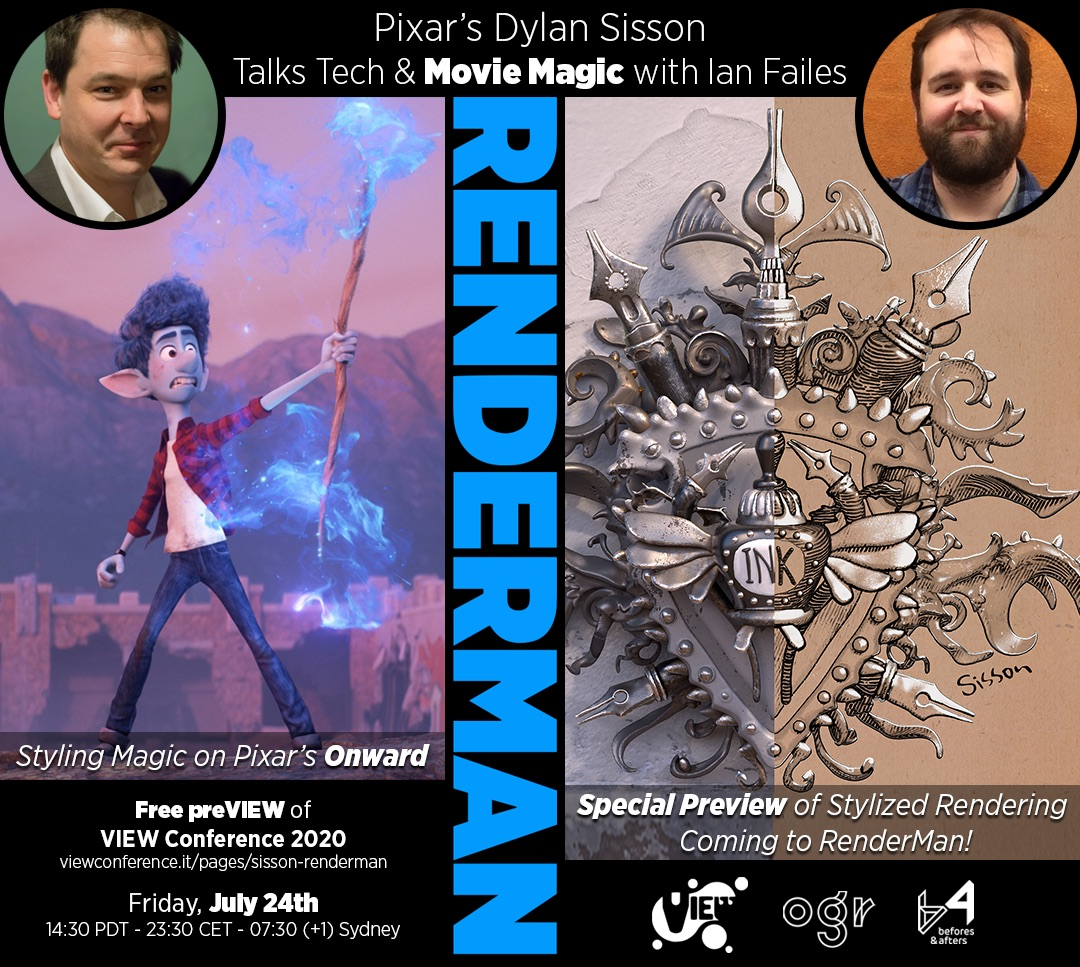 Pixar’s Dylan Sisson
Talks Tech & Movie Magic with Ian Failes
RENDERMAN
INK
Sisson
Styling Magic on Pixar’s Onward
Special Preview of Stylized Rendering
Coming to RenderMan!
Free preVIEW of
VIEW Conference 2020
viewconference.it/pages/sisson-renderman
Friday, July 24th
14:30 PDT - 23:30 CET - 07:30 (+1) Sydney
VIEW
ogr
b4
befores
& afters